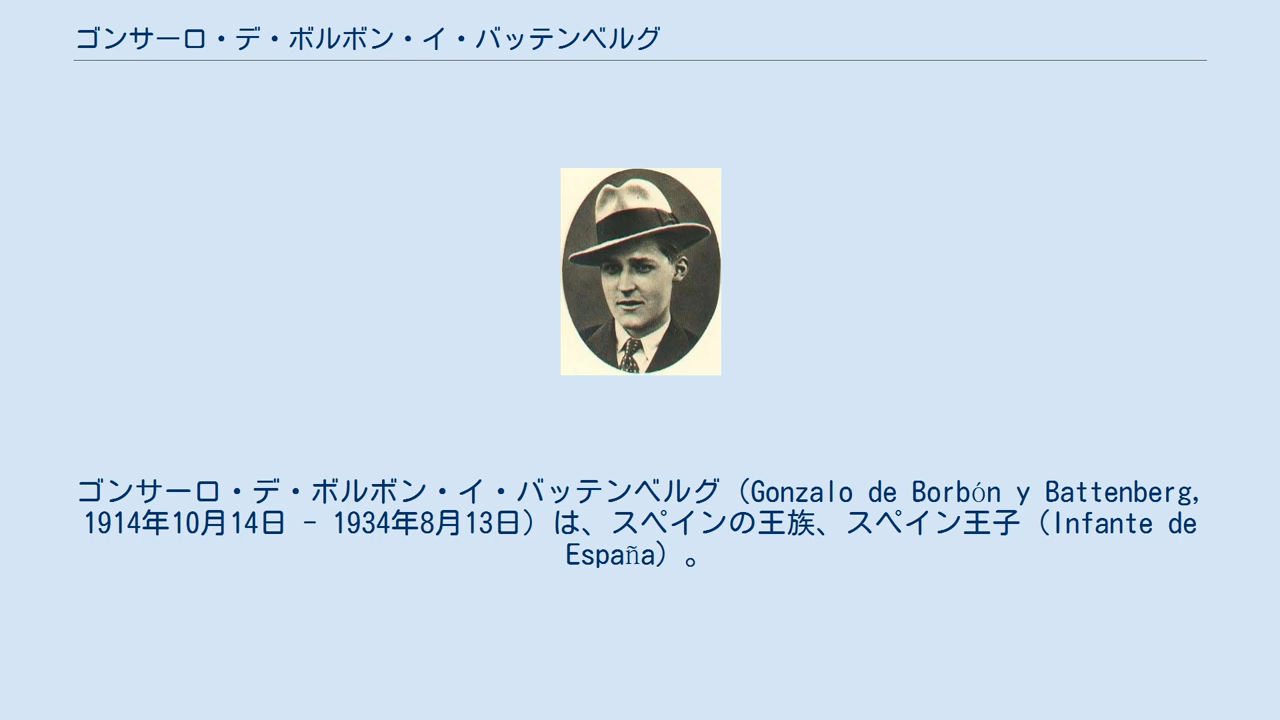 ゴンサーロ・デ・ボルボン・イ・バッテンベルグ
ゴンサーロ・デ・ボルボン・イ・バッテンベルグ（Gonzalo de Borbón y Battenberg,
1914年10月14日 - 1934年8月13日）は、スペインの王族、スペイン王子（Infante de
España）。